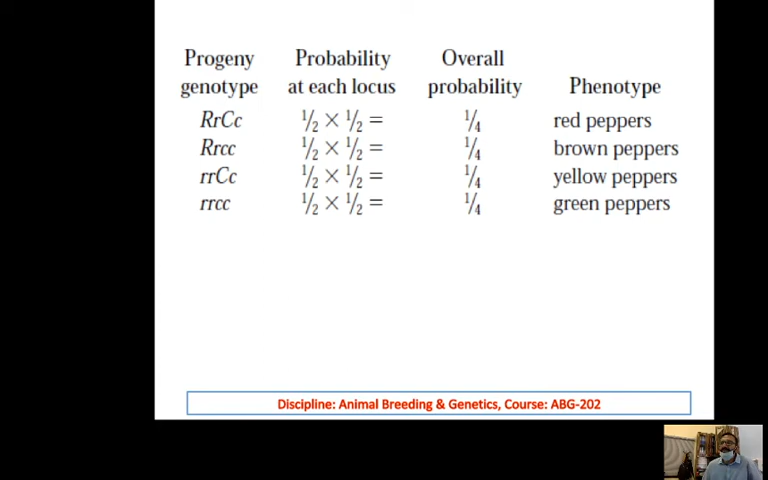 Progeny Probability Overall
genotype at each locus probability Phenotype
RrCc ½ × ½ = ¼ red peppers
Rrcc ½ × ½ = ¼ brown peppers
rrCc ½ × ½ = ¼ yellow peppers
rrcc ½ × ½ = ¼ green peppers
Discipline: Animal Breeding & Genetics, Course: ABG-202